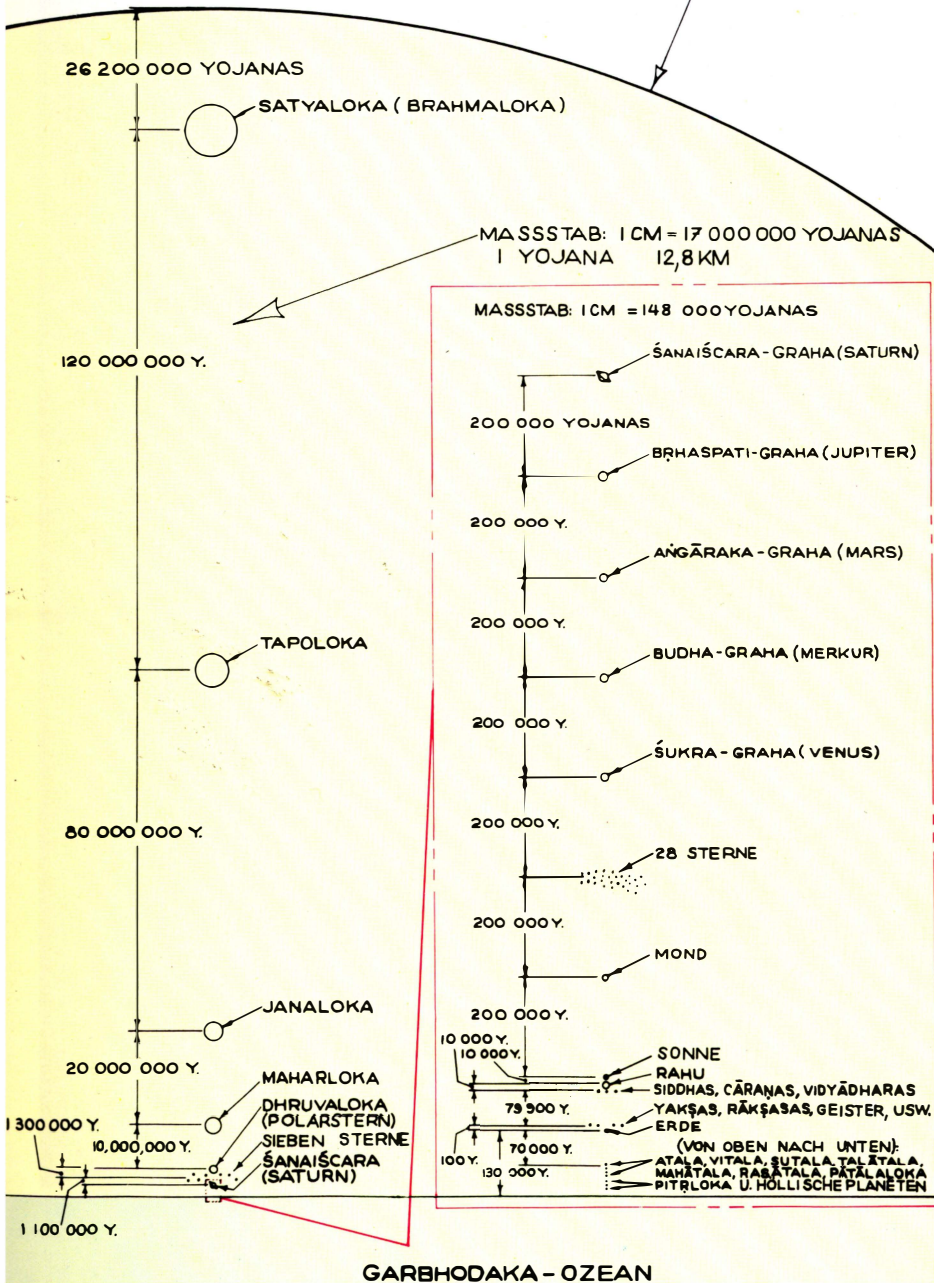 26 200 000 YOJANAS
SATYALOKA (BRAHMALOKA)
MASSSTAB: 1 CM = 17 000 000 YOJANAS
1 YOJANA 12,8 KM
120 000 000 Y.
TAPOLOKA
80 000 000 Y.
JANALOKA
20 000 000 Y.
MAHARLOKA
DHRUVALOKA
(POLARSTERN)
1 300 000 Y.
10,000,000 Y.
SIEBEN STERNE
ŚANAIŚCARA
(SATURN)
1 100 000 Y.
MASSSTAB: 1 CM = 148 000 YOJANAS
ŚANAIŚCARA-GRAHA (SATURN)
200 000 YOJANAS
BṚHASPATI-GRAHA (JUPITER)
200 000 Y.
AṄGĀRAKA-GRAHA (MARS)
200 000 Y.
BUDHA-GRAHA (MERKUR)
200 000 Y.
ŚUKRA-GRAHA (VENUS)
200 000 Y.
28 STERNE
200 000 Y.
MOND
200 000 Y.
10 000 Y.
10 000 Y.
SONNE
RAHU
SIDDHAS, CĀRAṆAS, VIDYĀDHARAS
79 900 Y.
YAKṢAS, RĀKṢASAS, GEISTER, USW.
ERDE
100 Y.
70 000 Y.
130 000 Y.
(VON OBEN NACH UNTEN):
ATALA, VITALA, SUTALA, TALĀTALA,
MAHĀTALA, RASĀTALA, PĀTĀLALOKA
PITṚLOKA U. HÖLLISCHE PLANETEN
GARBHODAKA-OZEAN